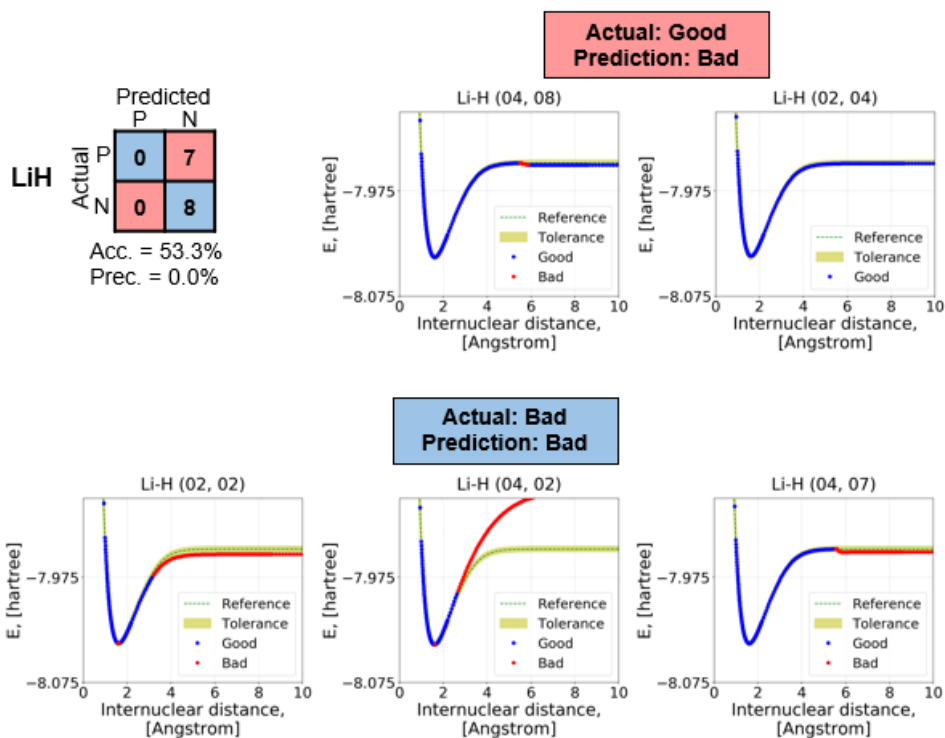 Actual: Good
Prediction: Bad
LiH
Predicted
P N
Actual
P 0 7
N 0 8
Acc. = 53.3%
Prec. = 0.0%
Li-H (04, 08)
E, [hartree]
−7.975
−8.075
Reference
Tolerance
Good
Bad
0 2 4 6 8 10
Internuclear distance,
[Angstrom]
Li-H (02, 04)
E, [hartree]
−7.975
−8.075
Reference
Tolerance
Good
0 2 4 6 8 10
Internuclear distance,
[Angstrom]
Actual: Bad
Prediction: Bad
Li-H (02, 02)
E, [hartree]
−7.975
−8.075
Reference
Tolerance
Good
Bad
0 2 4 6 8 10
Internuclear distance,
[Angstrom]
Li-H (04, 02)
E, [hartree]
−7.975
−8.075
Reference
Tolerance
Good
Bad
0 2 4 6 8 10
Internuclear distance,
[Angstrom]
Li-H (04, 07)
E, [hartree]
−7.975
−8.075
Reference
Tolerance
Good
Bad
0 2 4 6 8 10
Internuclear distance,
[Angstrom]